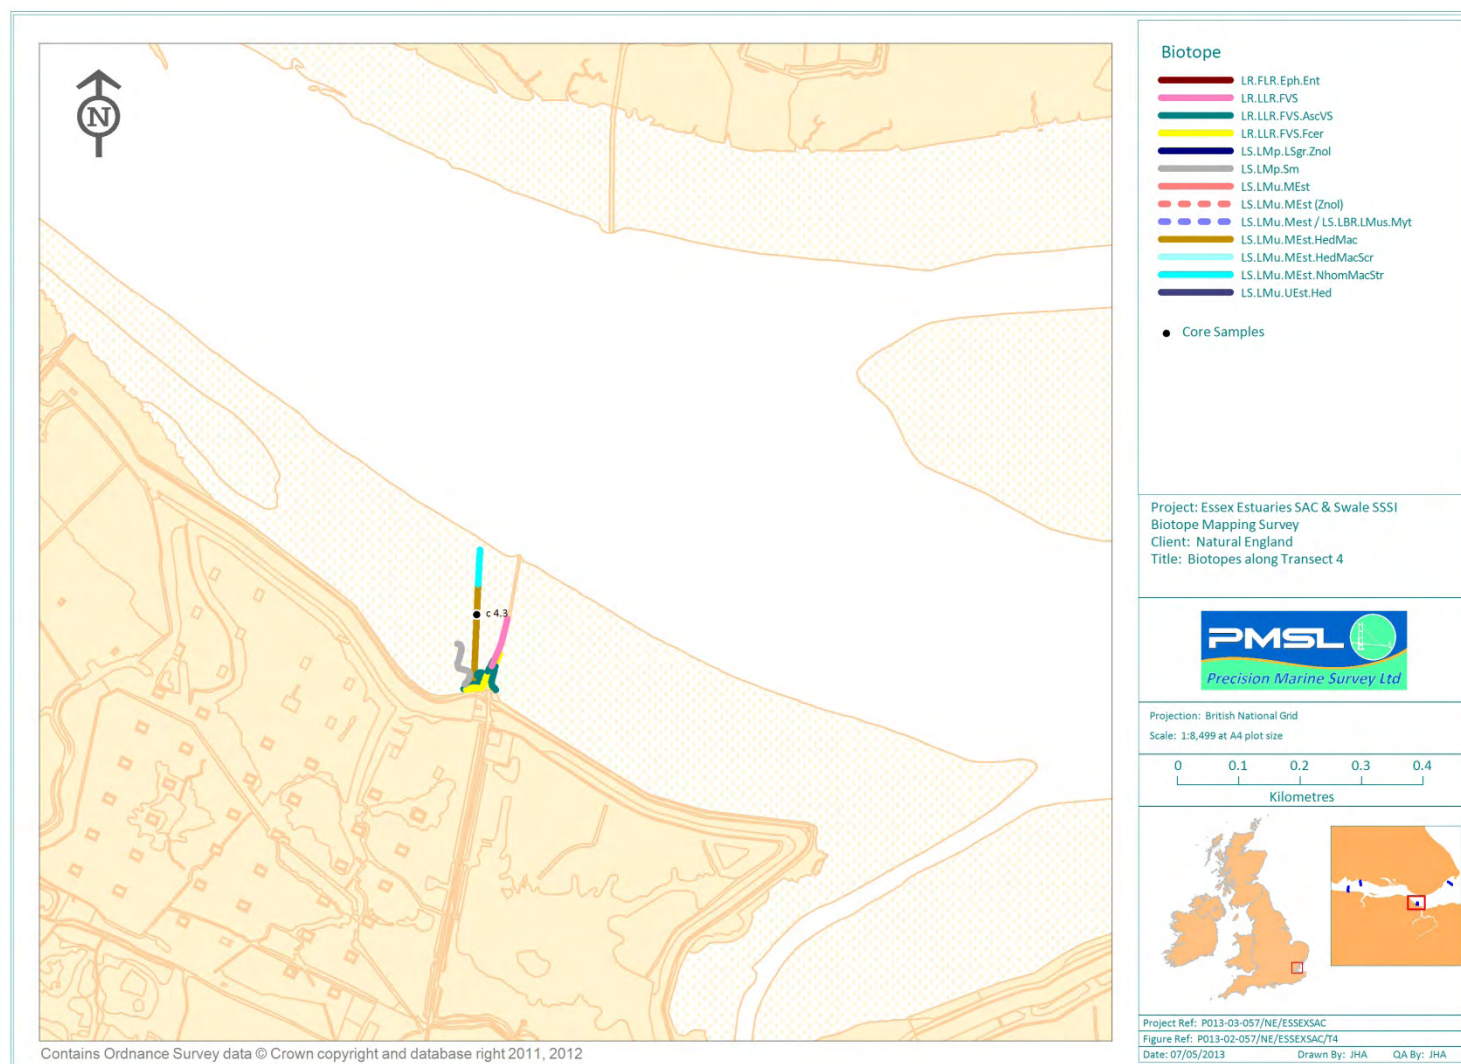 N
c 4.3
Contains Ordnance Survey data © Crown copyright and database right 2011, 2012
Biotope
LR.FLR.Eph.Ent
LR.LLR.FVS
LR.LLR.FVS.AscVS
LR.LLR.FVS.Fcer
LS.LMp.LSgr.Znol
LS.LMp.Sm
LS.LMu.MEst
LS.LMu.MEst (Znol)
LS.LMu.Mest / LS.LBR.LMus.Myt
LS.LMu.MEst.HedMac
LS.LMu.MEst.HedMacScr
LS.LMu.MEst.NhomMacStr
LS.LMu.UEst.Hed
Core Samples
Project: Essex Estuaries SAC & Swale SSSI
Biotope Mapping Survey
Client: Natural England
Title: Biotopes along Transect 4
PMSL
Precision Marine Survey Ltd
Projection: British National Grid
Scale: 1:8,499 at A4 plot size
0 0.1 0.2 0.3 0.4
Kilometres
Project Ref: P013-03-057/NE/ESSEXSAC
Figure Ref: P013-02-057/NE/ESSEXSAC/T4
Date: 07/05/2013 Drawn By: JHA QA By: JHA